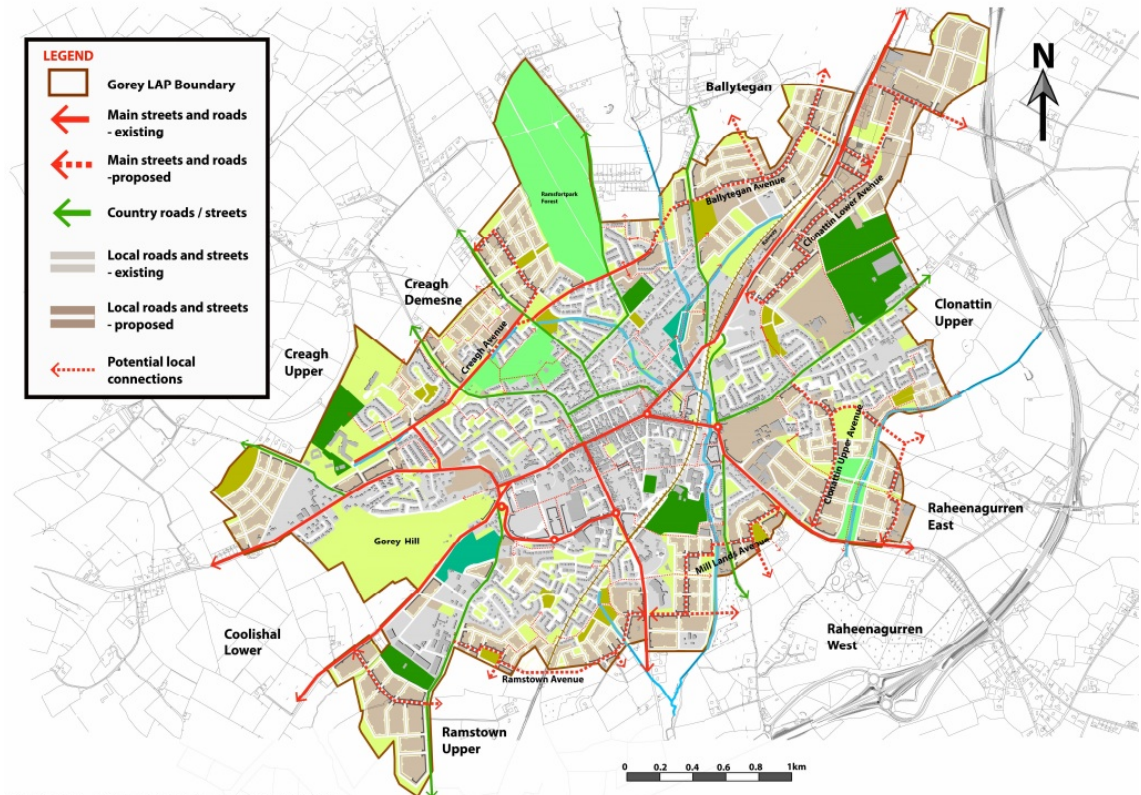 LEGEND
Gorey LAP Boundary
Main streets and roads
- existing
Main streets and roads
-proposed
Country roads / streets
Local roads and streets
- existing
Local roads and streets
- proposed
Potential local
connections
N
Ballytegan
Ramsfortpark
Forest
Ballytegan Avenue
Railway
Clonattin Lower Avenue
Creagh
Demesne
Clonattin
Upper
Creagh
Upper
Creagh Avenue
Clonattin Upper Avenue
Raheenagurren
East
Gorey Hill
Mill Lands Avenue
Coolishal
Lower
Raheenagurren
West
Ramstown Avenue
Ramstown
Upper
0 0.2 0.4 0.6 0.8 1km